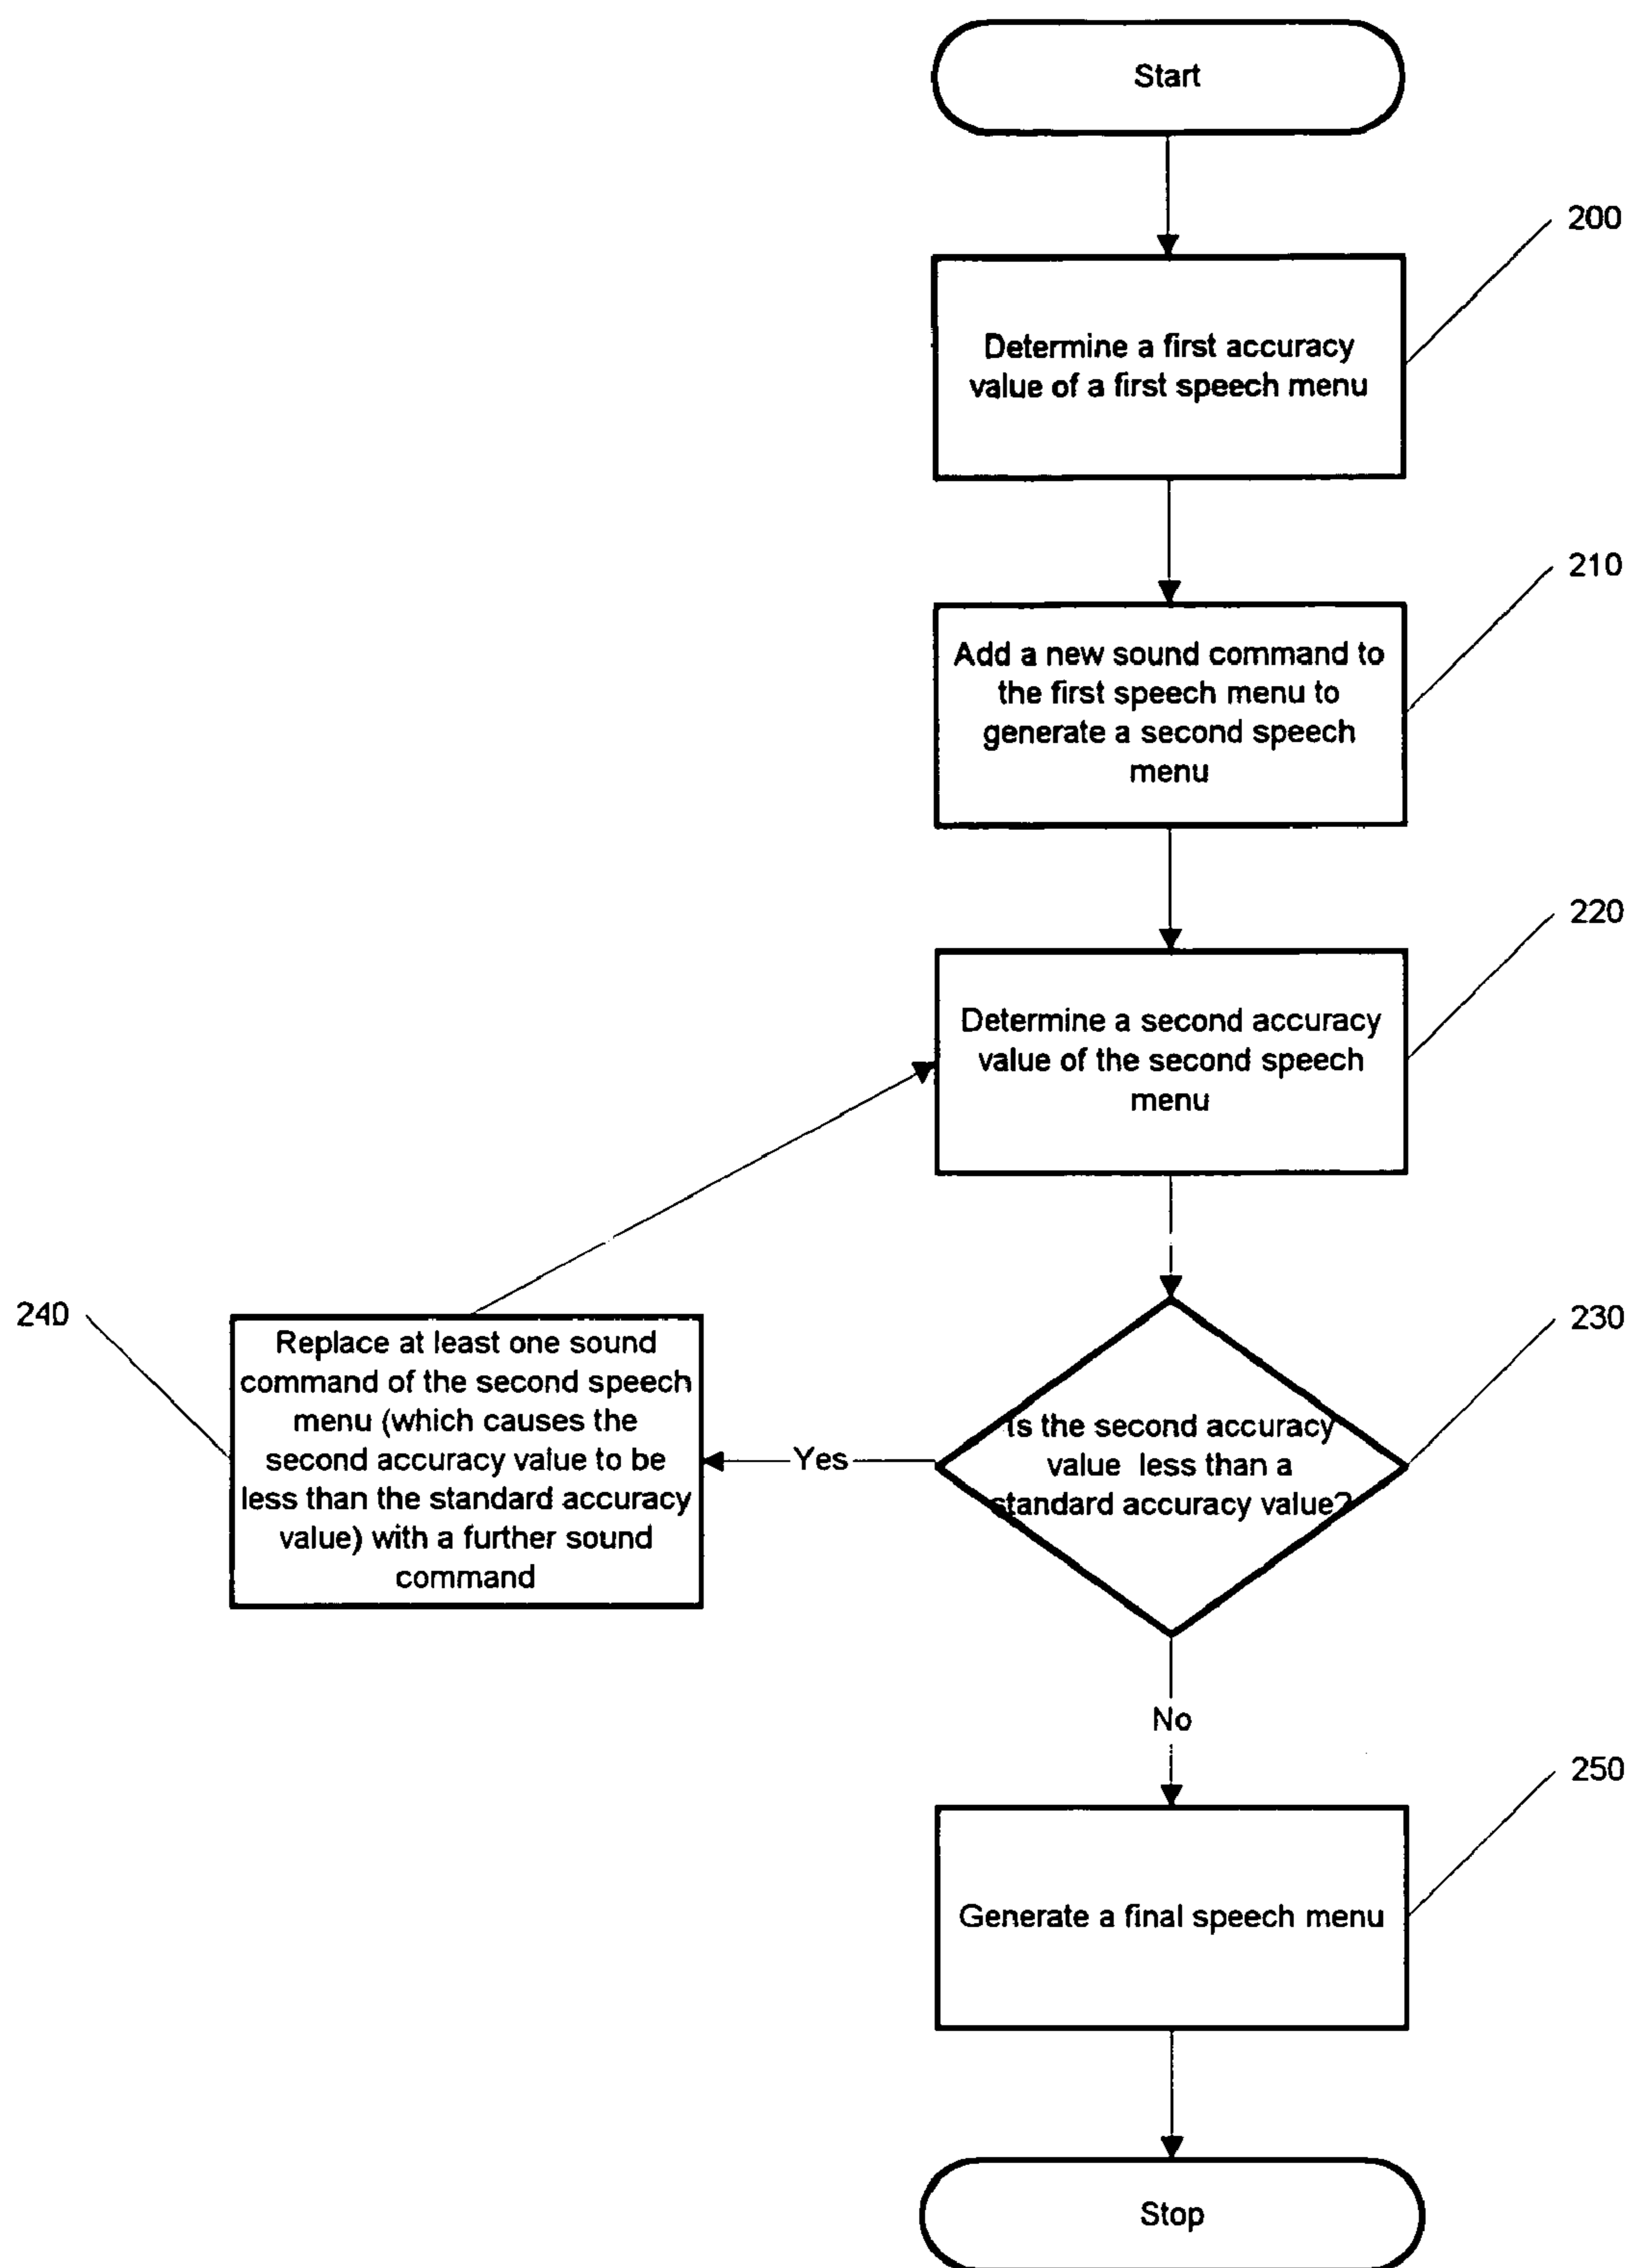 Start
200
Determine a first accuracy
value of a first speech menu
210
Add a new sound command to
the first speech menu to
generate a second speech
menu
220
Determine a second accuracy
value of the second speech
menu
240
Replace at least one sound
command of the second speech
menu (which causes the
second accuracy value to be
less than the standard accuracy
value) with a further sound
command
Yes
230
Is the second accuracy
value less than a
standard accuracy value?
No
250
Generate a final speech menu
Stop